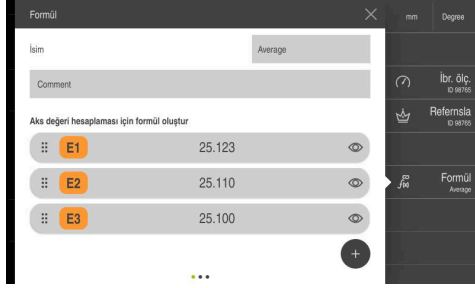 Formül
mm
Degree
İsim
Average
Comment
İbr. ölç.
ID 98765
Refernsla
ID 98765
Aks değeri hesaplaması için formül oluştur
E1
25.123
E2
25.110
Formül
Average
E3
25.100